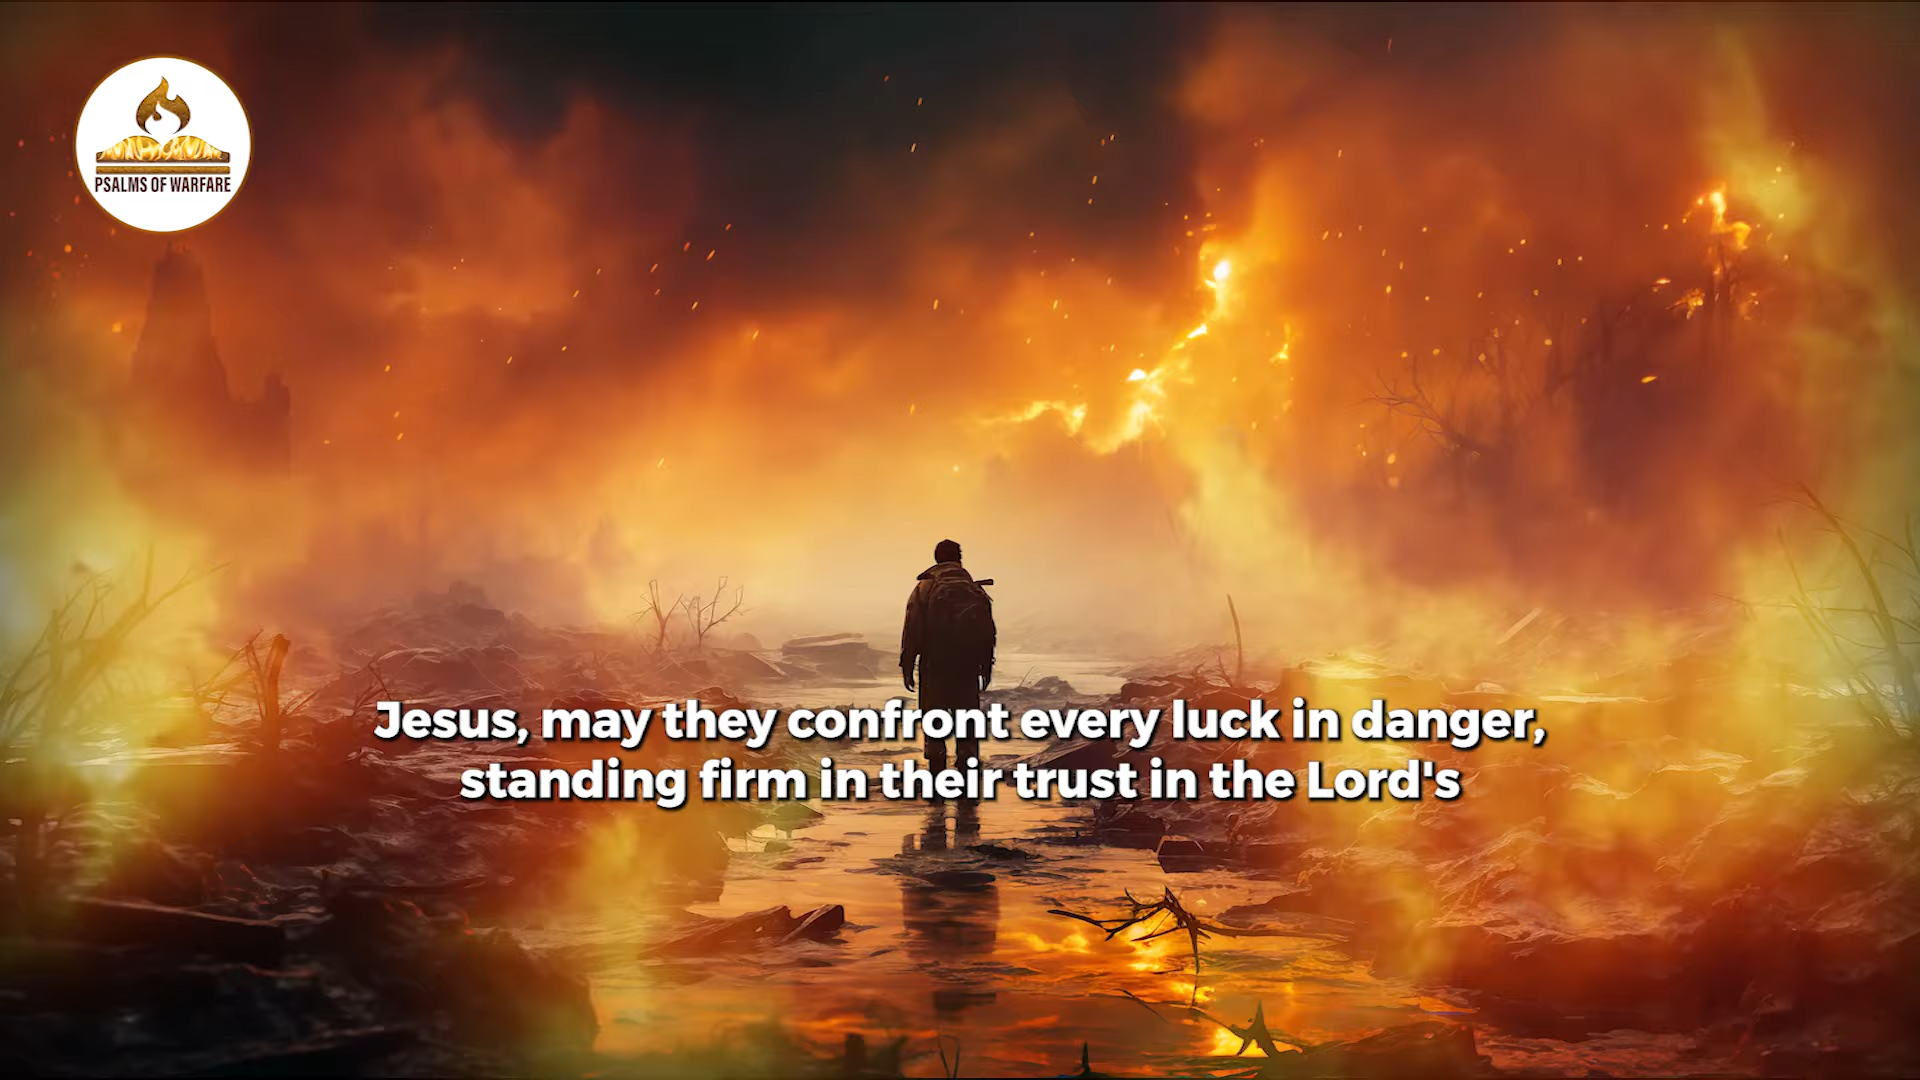 PSALMS OF WARFARE
Jesus, may they confront every luck in danger,
standing firm in their trust in the Lord's